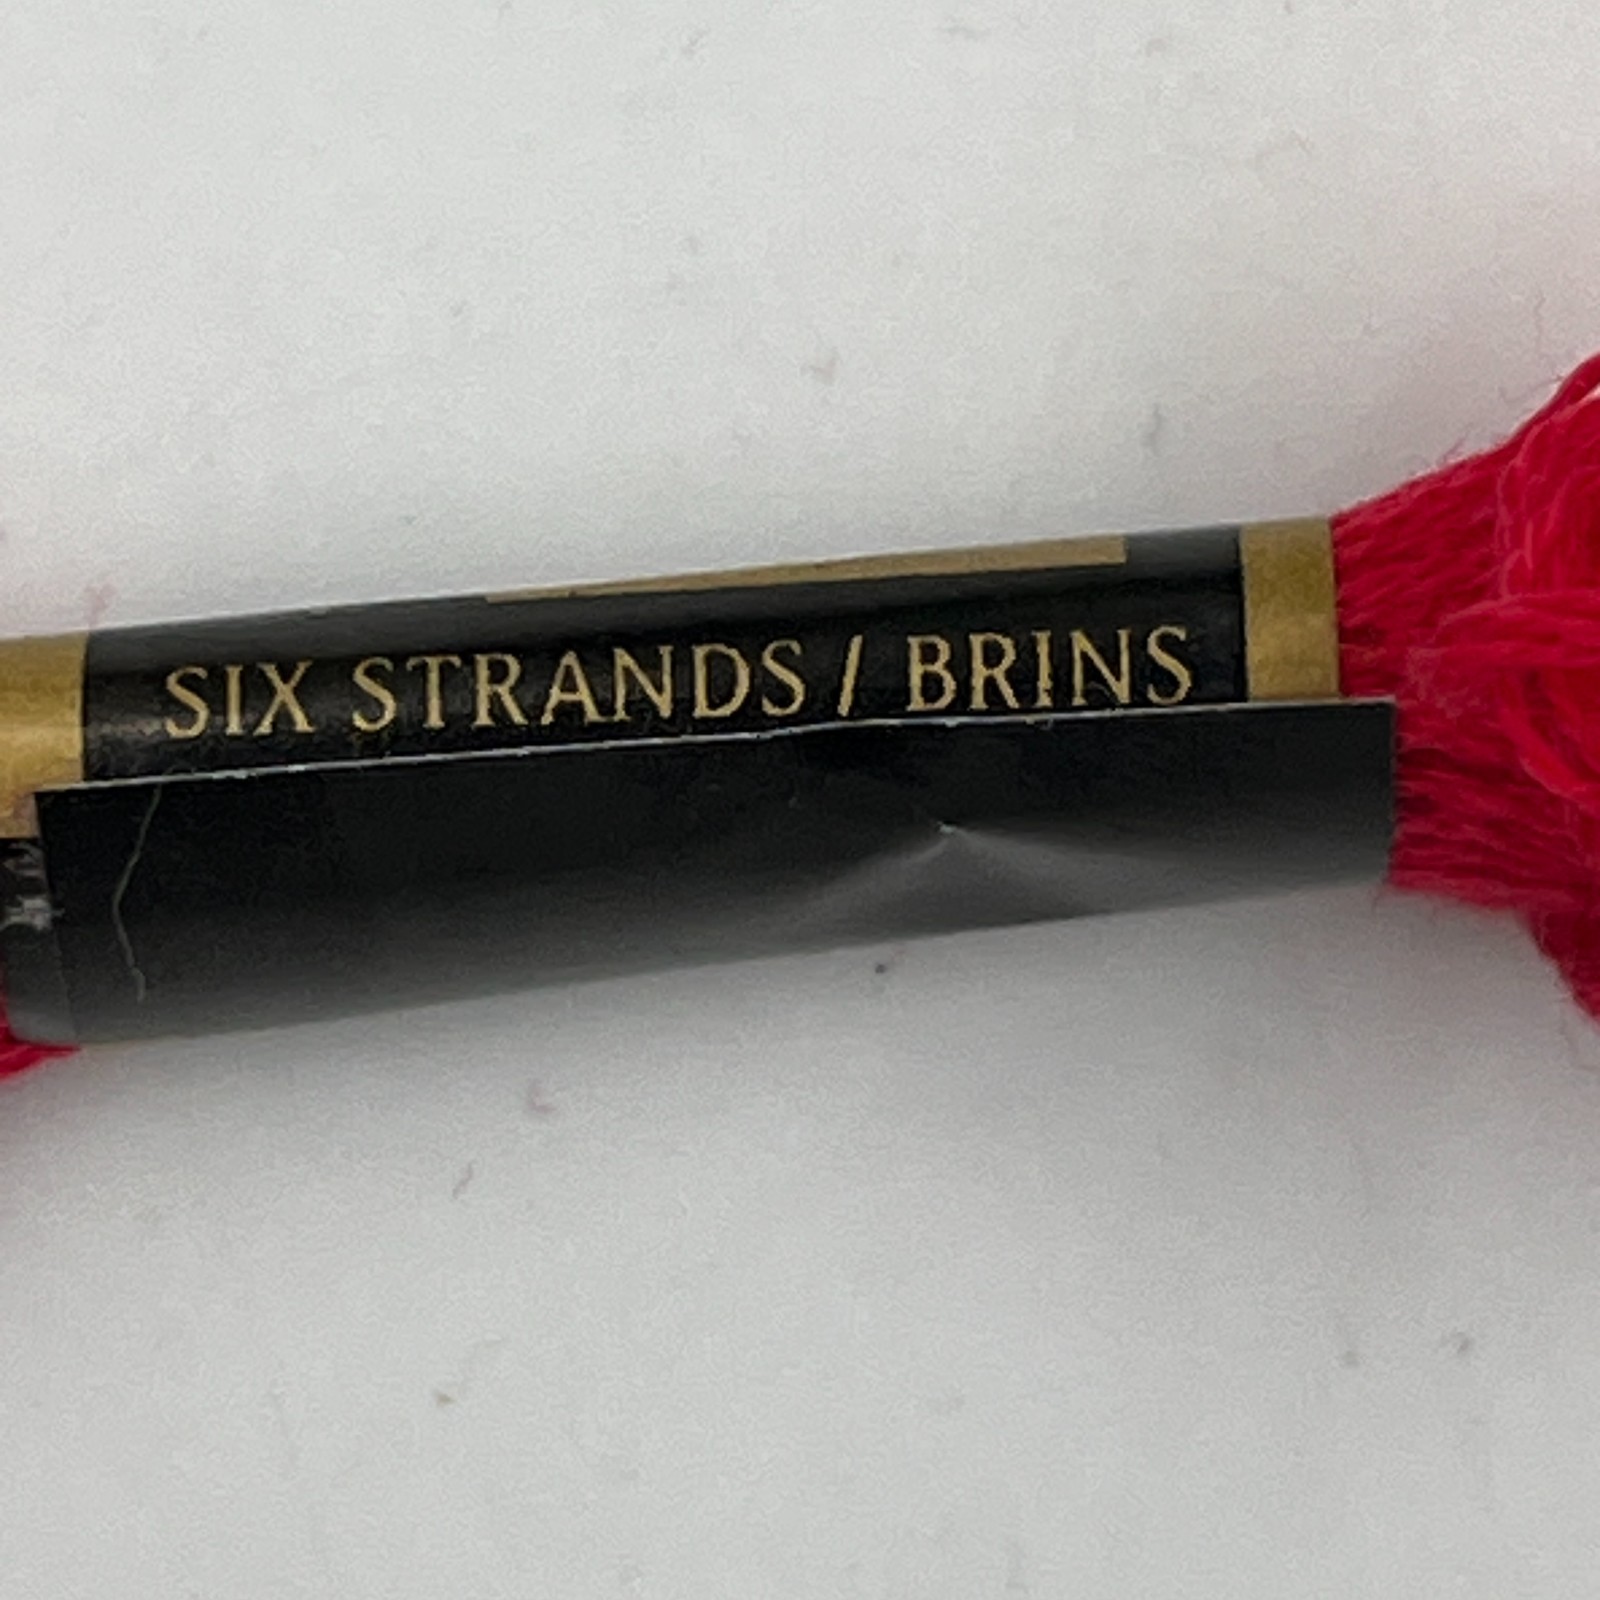 SIX STRANDS / BRINS